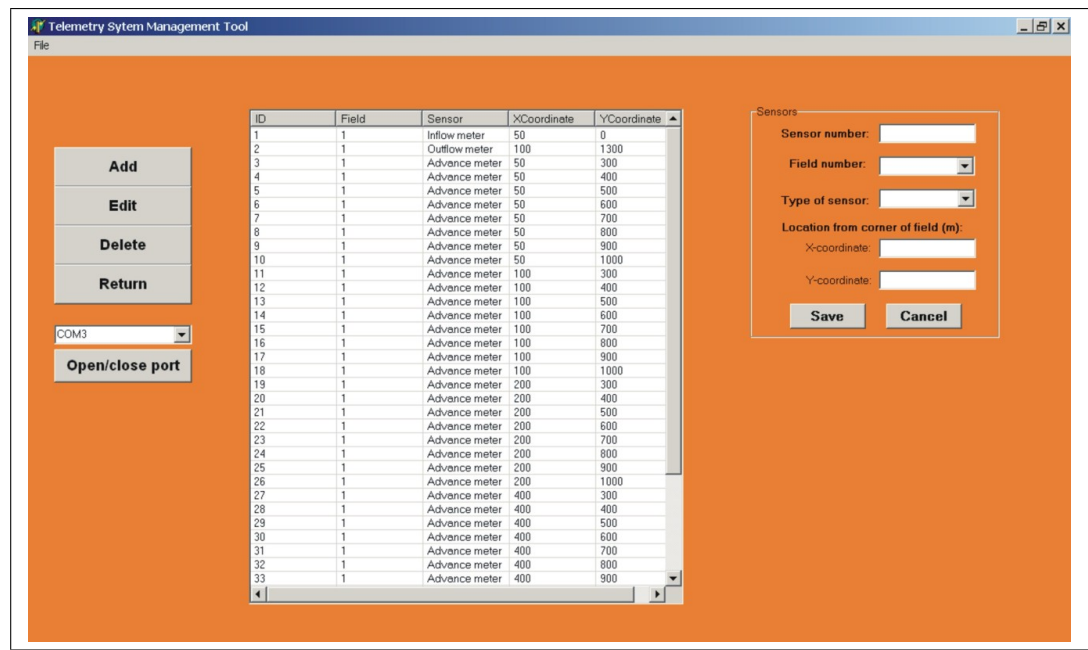 Telemetry Sytem Management Tool
File
Add
Edit
Delete
Return
COM3
Open/close port
ID Field Sensor XCoordinate YCoordinate
1 1 Inflow meter 50 0
2 1 Outflow meter 100 1300
3 1 Advance meter 50 300
4 1 Advance meter 50 400
5 1 Advance meter 50 500
6 1 Advance meter 50 600
7 1 Advance meter 50 700
8 1 Advance meter 50 800
9 1 Advance meter 50 900
10 1 Advance meter 50 1000
11 1 Advance meter 100 300
12 1 Advance meter 100 400
13 1 Advance meter 100 500
14 1 Advance meter 100 600
15 1 Advance meter 100 700
16 1 Advance meter 100 800
17 1 Advance meter 100 900
18 1 Advance meter 100 1000
19 1 Advance meter 200 300
20 1 Advance meter 200 400
21 1 Advance meter 200 500
22 1 Advance meter 200 600
23 1 Advance meter 200 700
24 1 Advance meter 200 800
25 1 Advance meter 200 900
26 1 Advance meter 200 1000
27 1 Advance meter 400 300
28 1 Advance meter 400 400
29 1 Advance meter 400 500
30 1 Advance meter 400 600
31 1 Advance meter 400 700
32 1 Advance meter 400 800
33 1 Advance meter 400 900
Sensors
Sensor number:
Field number:
Type of sensor:
Location from corner of field (m):
X-coordinate:
Y-coordinate:
Save Cancel